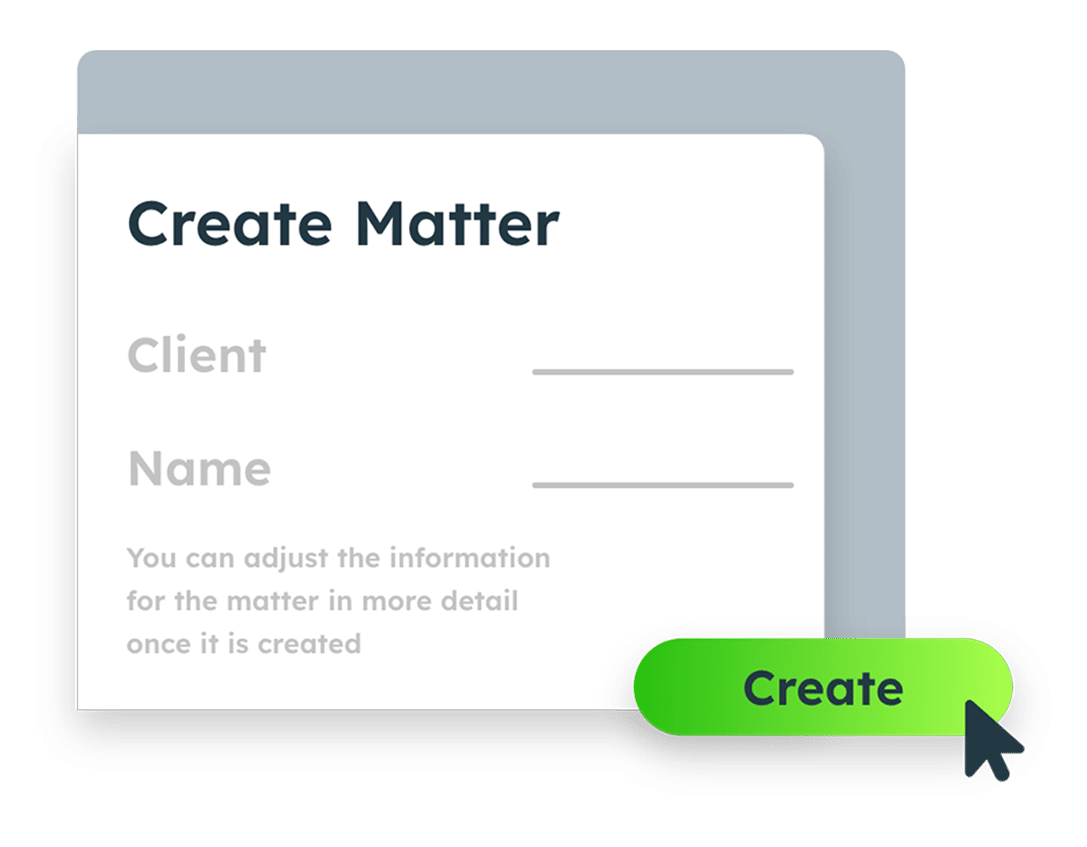 Create Matter
Client
Name
You can adjust the information
for the matter in more detail
once it is created
Create